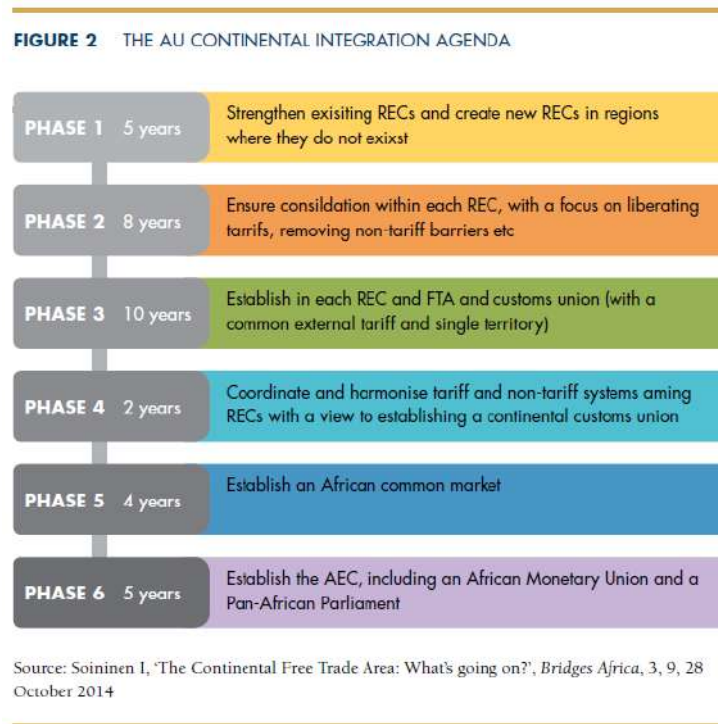 FIGURE 2 THE AU CONTINENTAL INTEGRATION AGENDA
PHASE 1 5 years
Strengthen exisiting RECs and create new RECs in regions
where they do not exixst
PHASE 2 8 years
Ensure consildation within each REC, with a focus on liberating
tarrifs, removing non-tariff barriers etc
PHASE 3 10 years
Establish in each REC and FTA and customs union (with a
common external tariff and single territory)
PHASE 4 2 years
Coordinate and harmonise tariff and non-tariff systems aming
RECs with a view to establishing a continental customs union
PHASE 5 4 years
Establish an African common market
PHASE 6 5 years
Establish the AEC, including an African Monetary Union and a
Pan-African Parliament
Source: Soininen I, ‘The Continental Free Trade Area: What's going on?’, Bridges Africa, 3, 9, 28
October 2014